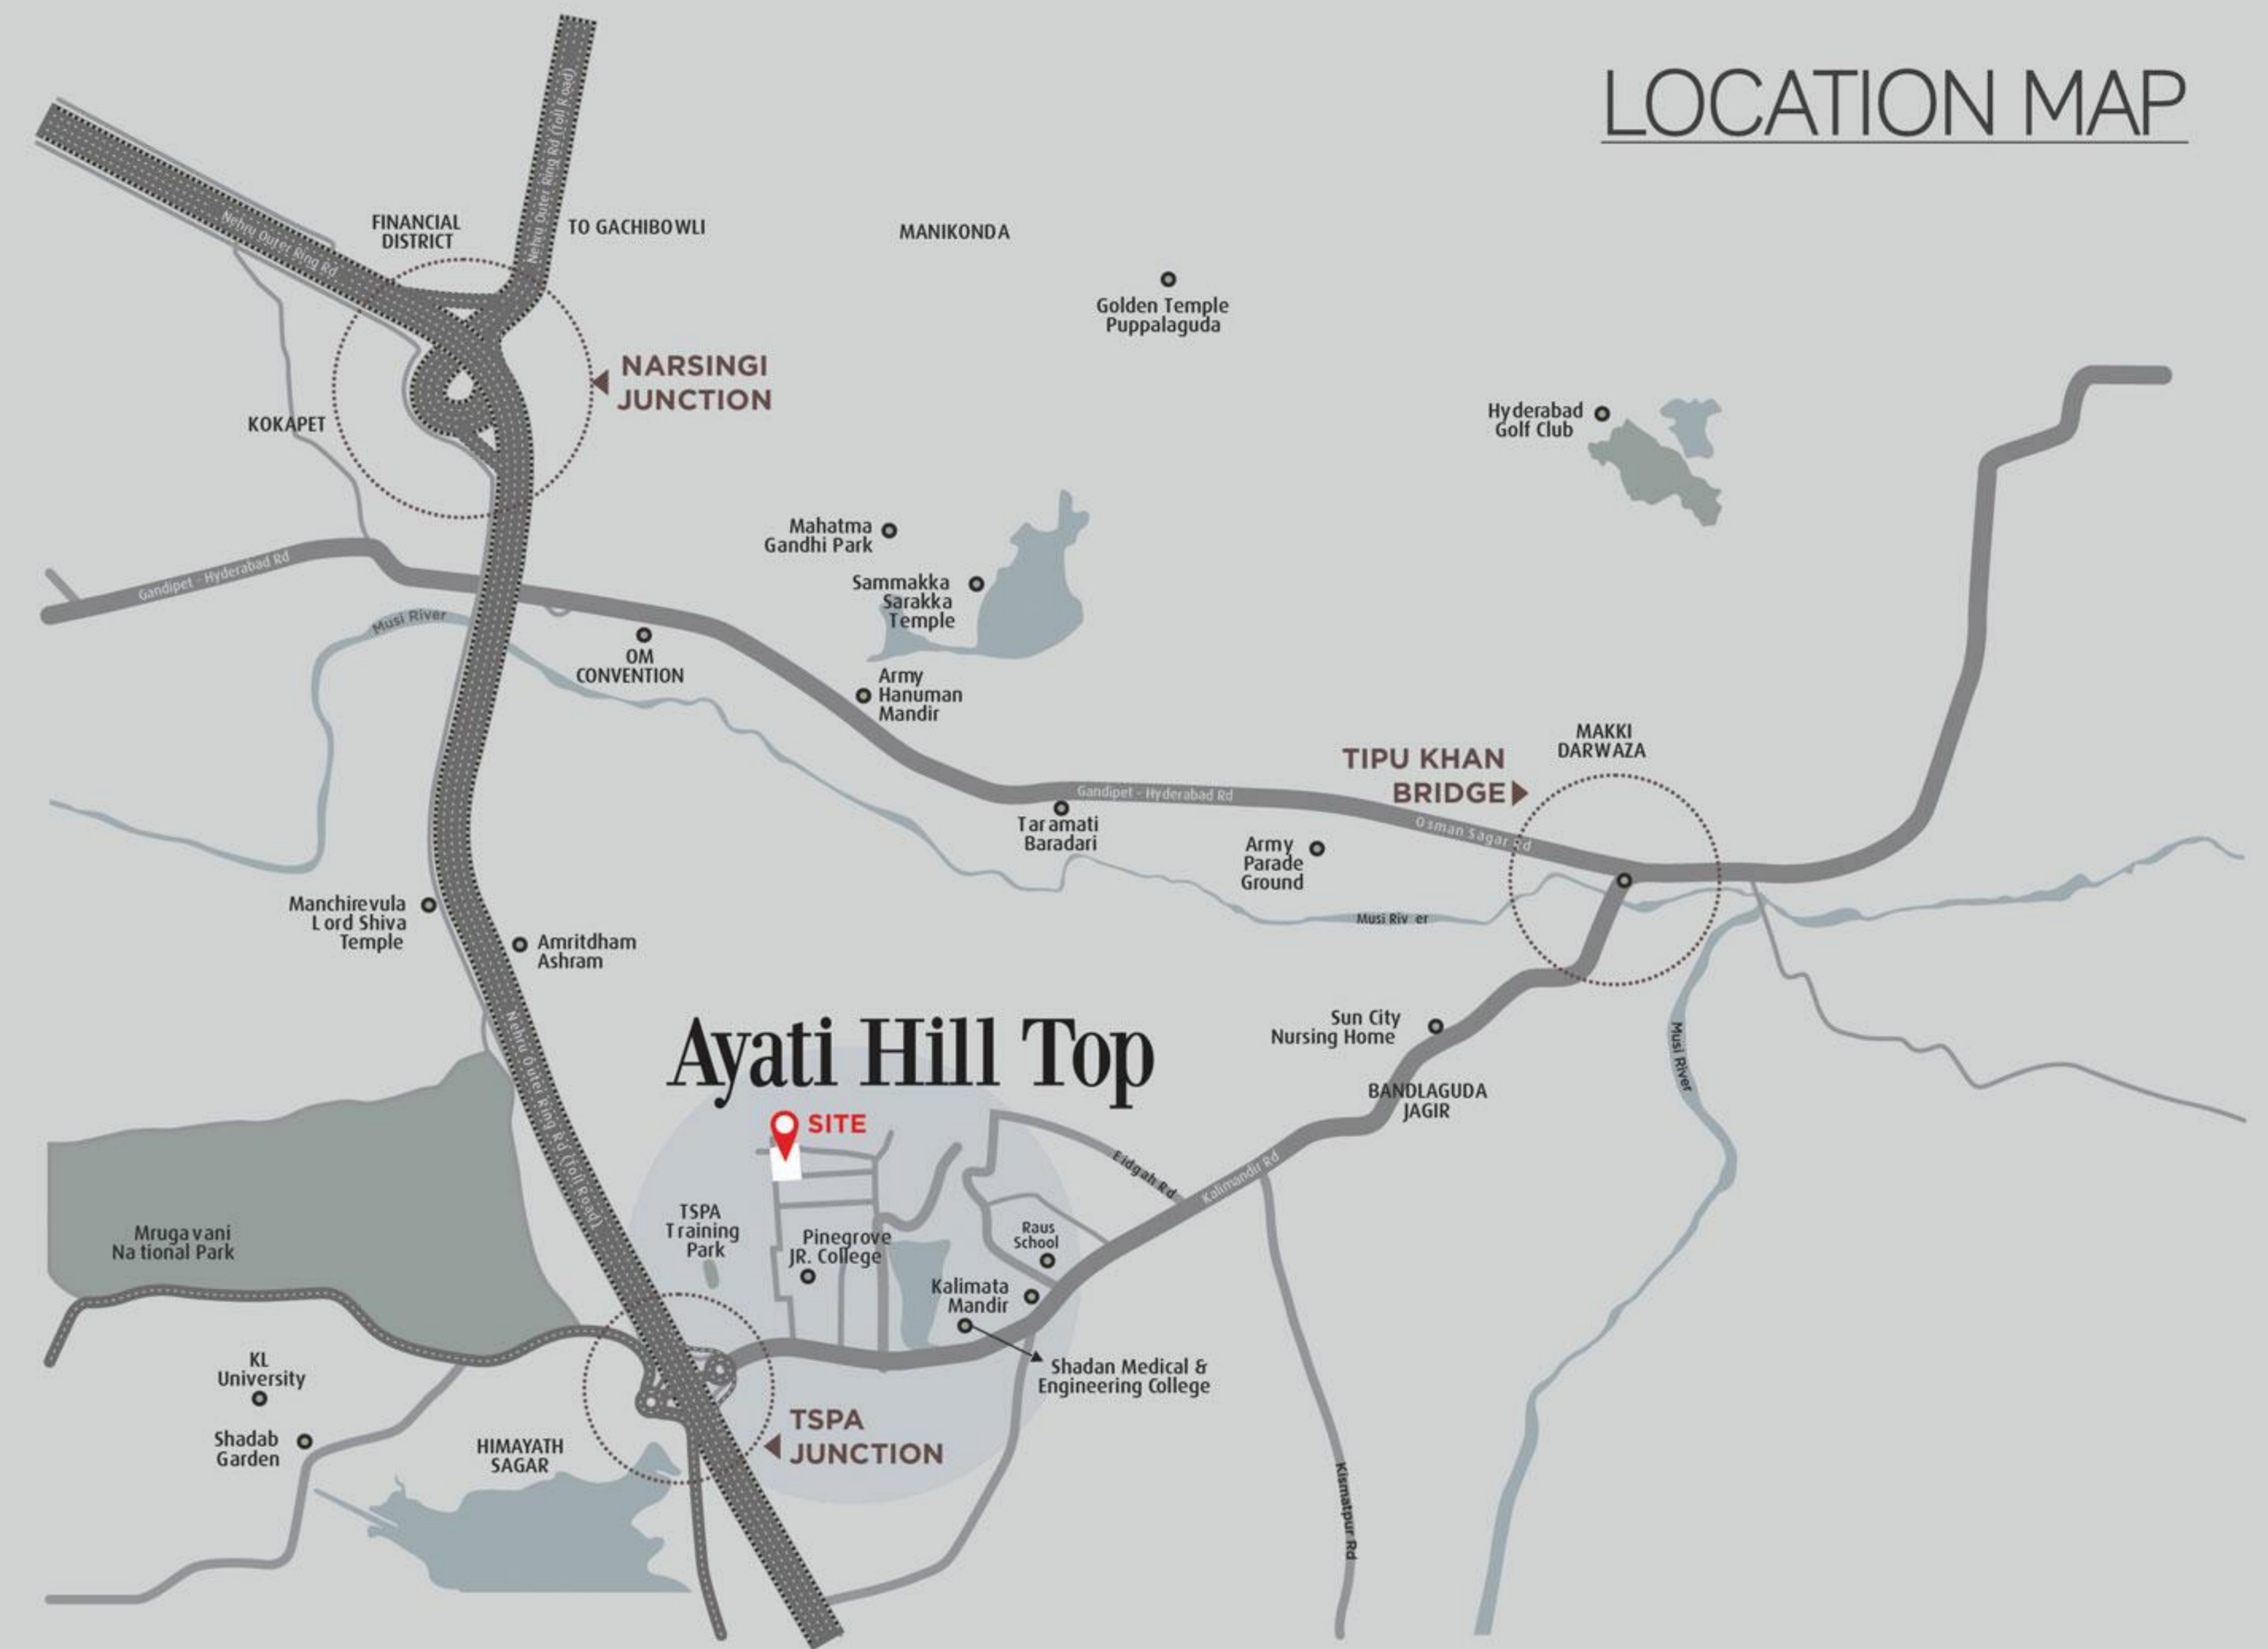 LOCATION MAP
Nehru Outer Ring Rd (Toll Road)
Nehru Outer Ring Rd
FINANCIAL
DISTRICT
TO GACHIBOWLI
MANIKONDA
Golden Temple
Puppalaguda
NARSINGI
JUNCTION
KOKAPET
Hyderabad
Golf Club
Mahatma
Gandhi Park
Sammakka
Sarakka
Temple
Gandipet - Hyderabad Rd
Musi River
OM
CONVENTION
Army
Hanuman
Mandir
MAKKI
DARWAZA
TIPU KHAN
BRIDGE
Gandipet - Hyderabad Rd
Osman Sagar Rd
Taramati
Baradari
Army
Parade
Ground
Musi River
Manchirevula
Lord Shiva
Temple
Amritdham
Ashram
Nehru Outer Ring Rd (Toll Road)
Ayati Hill Top
SITE
Sun City
Nursing Home
BANDLAGUDA
JAGIR
Musi River
Eidgah Rd
Kalimandir Rd
TSPA
Training
Park
Pinegrove
JR. College
Raus
School
Mrugavani
National Park
Kalimata
Mandir
Shadan Medical &
Engineering College
KL
University
Shadab
Garden
HIMAYATH
SAGAR
TSPA
JUNCTION
Kismatpur Rd